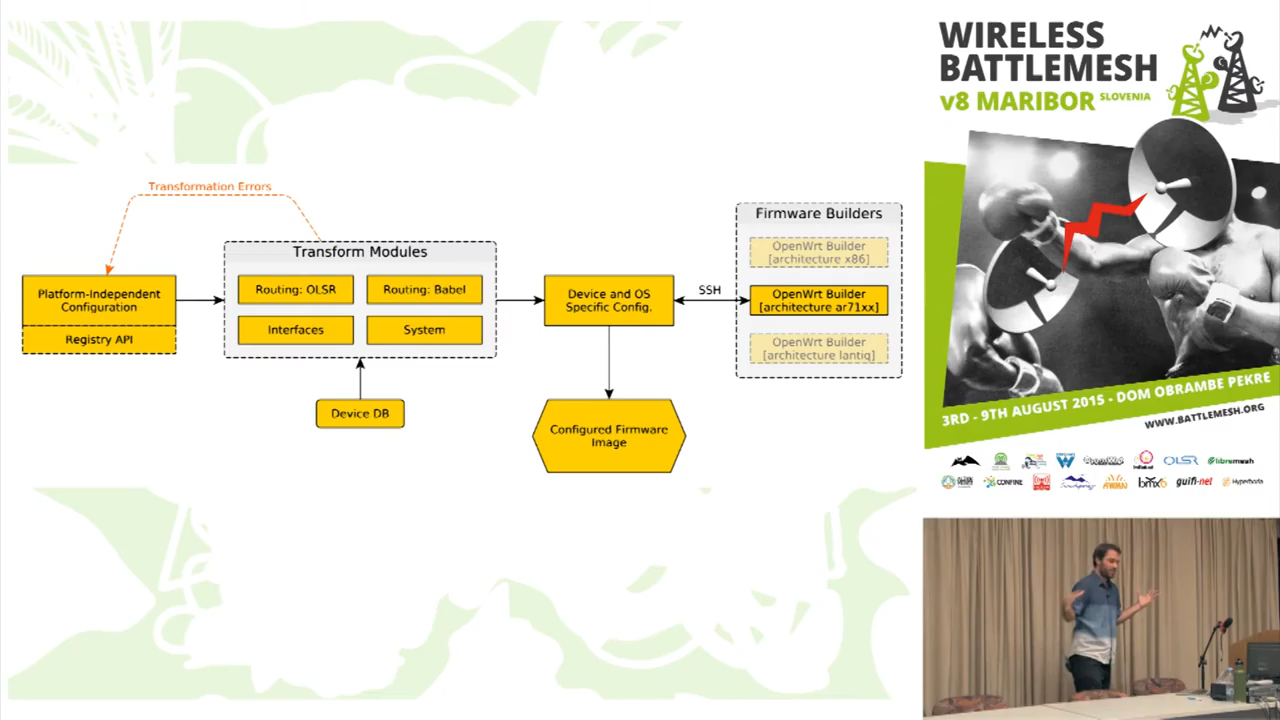 Transformation Errors
Platform-Independent
Configuration
Registry API
Transform Modules
Routing: OLSR
Routing: Babel
Interfaces
System
Device DB
Device and OS
Specific Config.
SSH
Configured Firmware
Image
Firmware Builders
OpenWrt Builder
[architecture x86]
OpenWrt Builder
[architecture ar71xx]
OpenWrt Builder
[architecture lantiq]
WIRELESS
BATTLEMESH
v8 MARIBOR SLOVENIA
3RD - 9TH AUGUST 2015 - DOM OBRAMBE PEKRE
WWW.BATTLEMESH.ORG
OpenWrt
OLSR
libremesh
CONFINE
bmx6
guifi·net
Hyperboria